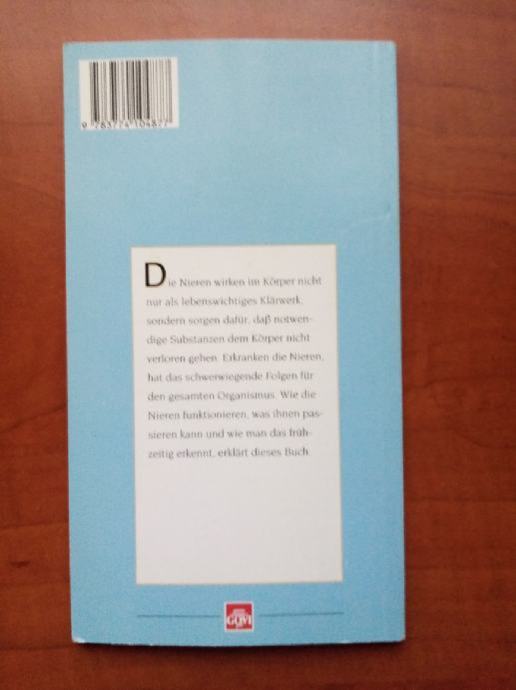 9 783774 104877
Die Nieren wirken im Körper nicht
nur als lebenswichtiges Klärwerk,
sondern sorgen dafür, daß notwen-
dige Substanzen dem Körper nicht
verloren gehen. Erkranken die Nieren,
hat das schwerwiegende Folgen für
den gesamten Organismus. Wie die
Nieren funktionieren, was ihnen pas-
sieren kann und wie man das früh-
zeitig erkennt, erklärt dieses Buch.
GOVI